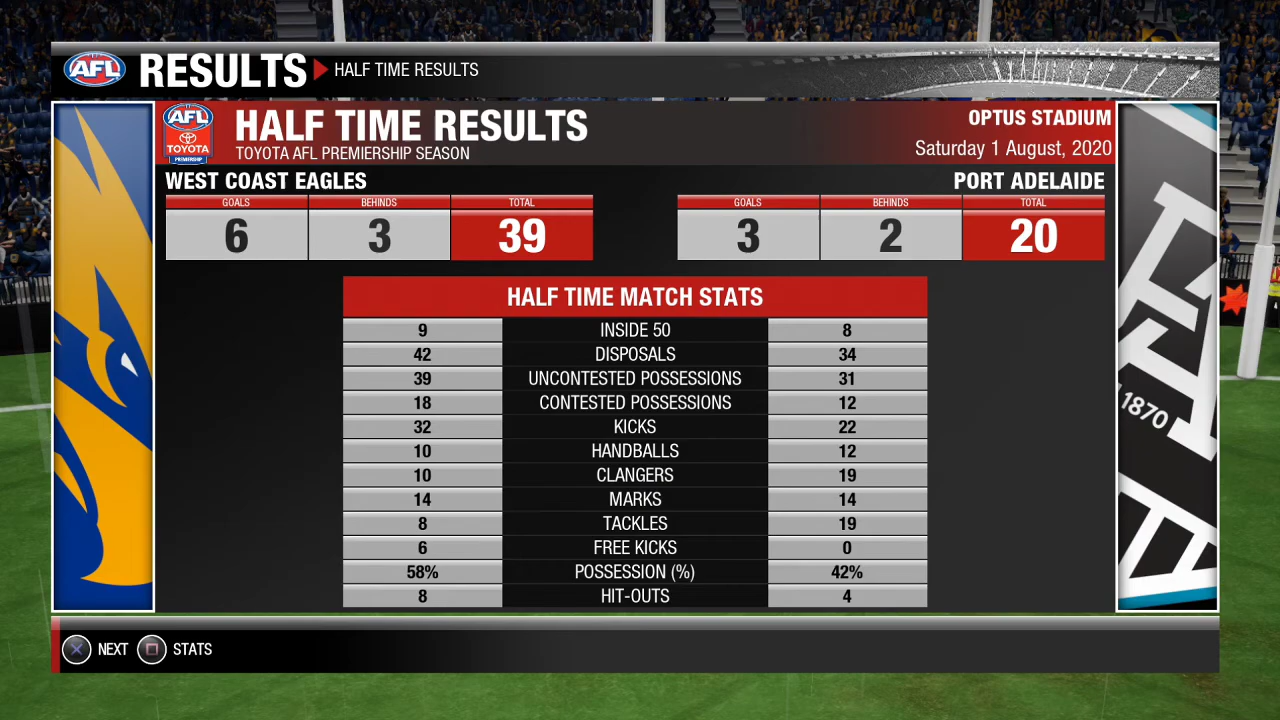 AFL RESULTS HALF TIME RESULTS
AFL TOYOTA PREMIERSHIP
HALF TIME RESULTS
TOYOTA AFL PREMIERSHIP SEASON
OPTUS STADIUM
Saturday 1 August, 2020
WEST COAST EAGLES
GOALS BEHINDS TOTAL
6 3 39
PORT ADELAIDE
GOALS BEHINDS TOTAL
3 2 20
HALF TIME MATCH STATS
9 INSIDE 50 8
42 DISPOSALS 34
39 UNCONTESTED POSSESSIONS 31
18 CONTESTED POSSESSIONS 12
32 KICKS 22
10 HANDBALLS 12
10 CLANGERS 19
14 MARKS 14
8 TACKLES 19
6 FREE KICKS 0
58% POSSESSION (%) 42%
8 HIT-OUTS 4
1870
NEXT STATS